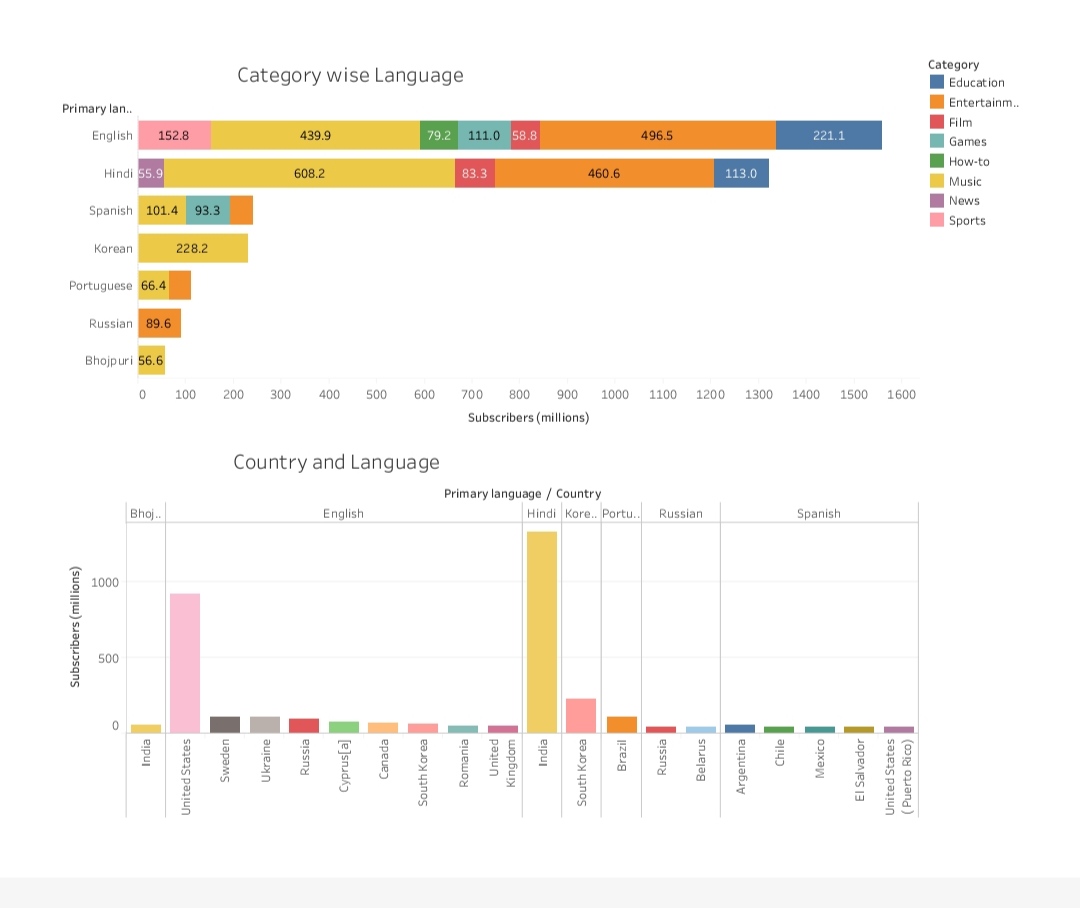 Category wise Language
Category
Education
Entertainm..
Film
Games
How-to
Music
News
Sports
Primary lan..
English 152.8 439.9 79.2 111.0 58.8 496.5 221.1
Hindi 55.9 608.2 83.3 460.6 113.0
Spanish 101.4 93.3
Korean 228.2
Portuguese 66.4
Russian 89.6
Bhojpuri 56.6
0 100 200 300 400 500 600 700 800 900 1000 1100 1200 1300 1400 1500 1600
Subscribers (millions)
Country and Language
Primary language / Country
Bhoj.. English Hindi Kore.. Portu.. Russian Spanish
Subscribers (millions)
1000
500
0
India
United States
Sweden
Ukraine
Russia
Cyprus[a]
Canada
South Korea
Romania
United
Kingdom
India
South Korea
Brazil
Russia
Belarus
Argentina
Chile
Mexico
El Salvador
United States
( Puerto Rico)